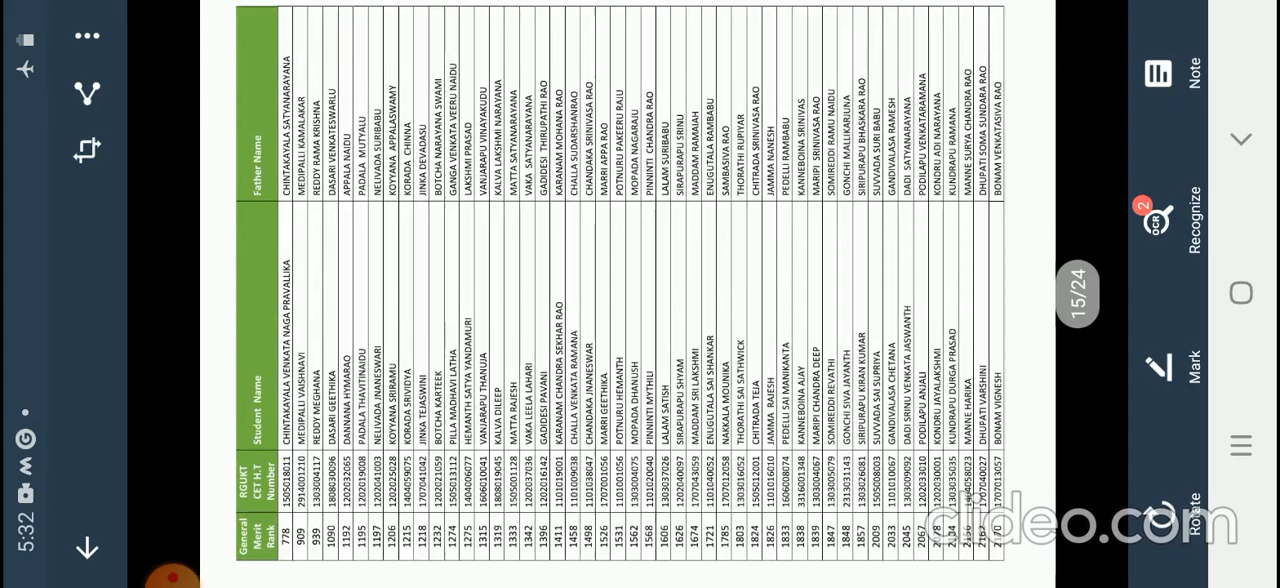 General Merit Rank | RGUKT CET H.T Number | Student Name | Father Name
778 | 1505018011 | CHINTAKAYALA VENKATA NAGA PRAVALLIKA | CHINTAKAYALA SATYANARAYANA
909 | 2914001210 | MEDIPALLI VAISHNAVI | MEDIPALLI KAMALAKAR
939 | 1303004117 | REDDY MEGHANA | REDDY RAMA KRISHNA
1090 | 1808030096 | DASARI GEETHIKA | DASARI VENKATESWARLU
1192 | 1202032065 | DANNANA HYMARAO | APPALA NAIDU
1195 | 1202019008 | PADALA THAVITINAIDU | PADALA MUTYALU
1197 | 1202041003 | NELIVADA JNANESWARI | NELIVADA SURIBABU
1206 | 1202025028 | KOYYANA SRIRAMU | KOYYANA APPALASWAMY
1215 | 1404059075 | KORADA SRIVIDYA | KORADA CHINNA
1218 | 1707041042 | JINKA TEJASWINI | JINKA DEVADASU
1232 | 1202021059 | BOTCHA KARTEEK | BOTCHA NARAYANA SWAMI
1274 | 1505013112 | PILLA MADHAVI LATHA | GANGA VENKATA VEERU NAIDU
1275 | 1404006077 | HEMANTH SATYK YANDAMURI | LAKSHMI PRASAD
1315 | 1606010041 | VANJARAPU THANUJA | VANJARAPU VINAYAKUDU
1319 | 1808019045 | KALVA DILEEP | KALVA LAKSHMI NARAYANA
1333 | 1505001128 | MATTA RAJESH | MATTA SATYANARAYANA
1342 | 1202037036 | VAKA LEELA LAHARI | VAKA SATYNARAYANA
1396 | 1202016142 | GADIDESI PAVANI | GADIDESI THIRUPATHI RAO
1411 | 1101019001 | KARANAM CHANDRA SEKHAR RAO | KARANAM MOHANA RAO
1458 | 1101009038 | CHALLA VENKATA RAMANA | CHALLA SUDARSHANRAO
1498 | 1101038047 | CHANDAKA JNANESWAR | CHANDAKA SRINIVASA RAO
1526 | 1707001056 | MARRI GEETHIKA | MARRI APPA RAO
1531 | 1101001056 | POTNURU HEMANTH | POTNURU PAKEERU RAJU
1562 | 1303004075 | MOPADA DHANUSH | MOPADA NAGARAJU
1568 | 1101020040 | PINNINTI MYTHILI | PINNINTI CHANDRA RAO
1606 | 1303037026 | LALAM SATISH | LALAM SURIBABU
1626 | 1202040097 | SIRAPURAPU SHYAM | SIRAPURAPU SRINU
1674 | 1707043059 | MADDAM SRI LAKSHMI | MADDAM RAMAIAH
1721 | 1101040052 | ENUGUTALA SAI SHANKAR | ENUGUTALA RAMBABU
1785 | 1707012058 | NAKKALA MOUNIKA | SAMBASIVA RAO
1803 | 1303016052 | THORATHI SAI SATHWICK | THORATHI RUPIYAR
1824 | 1505012001 | CHITRADA TEJA | CHITRADA SRINIVASA RAO
1826 | 1101016010 | JAMMA RAJESH | JAMMA NANESH
1833 | 1606008074 | PEDELLI SAI MANIKANTA | PEDELLI RAMBABU
1838 | 3316001348 | KANNEBOINA AJAY | KANNEBOINA SRINIVAS
1839 | 1303004067 | MARIPI CHANDRA DEEP | MARIPI SRINIVASA RAO
1847 | 1303005079 | SOMIREDDI REVATHI | SOMIREDDI RAMU NAIDU
1848 | 2313031143 | GONCHI SIVA JAYANTH | GONCHI MALLIKARJUNA
1857 | 1303026081 | SIRIPURAPU KIRAN KUMAR | SIRIPURAPU BHASKARA RAO
2009 | 1505008003 | SUVVADA SAI SUPRIYA | SUVVADA SURI BABU
2033 | 1101010067 | GANDIVALASA CHETANA | GANDIVALASA RAMESH
2045 | 1303009092 | DADI SRINU VENKATA JASWANTH | DADI SATYANARAYANA
2067 | 1202033010 | PODILAPU ANJALI | PODILAPU VENKATARAMANA
1202030001 | KONDRU JAYALAKSHMI | KONDRU ADI NARAYANA
1303035035 | KUNDRAPU DURGA PRASAD | KUNDRAPU RAMANA
MANNE HARIKA | MANNE SURYA CHANDRA RAO
1707040027 | DHUPATI VARSHINI | DHUPATI SOMA SUNDARA RAO
1707013057 | BONAM VIGNESH | BONAM VENKATASIVA RAO
5:32
15/24
Note
2
OCR
Recognize
Mark
Rotate
clideo.com